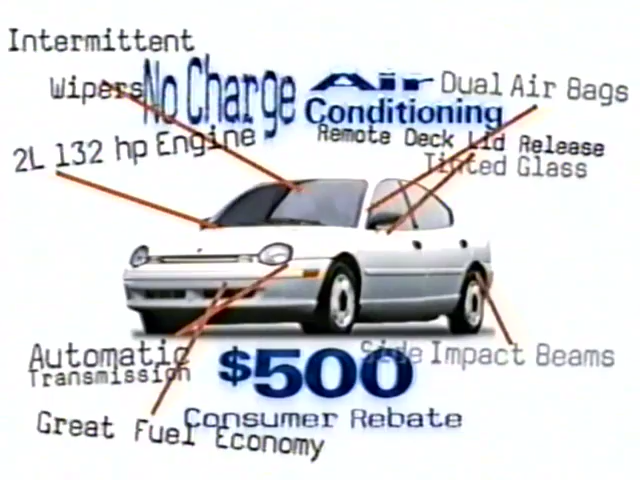 Intermittent
Wipers
No Charge
Air
Conditioning
Dual Air Bags
2L 132 hp Engine
Remote Deck Lid Release
Tinted Glass
Automatic
Transmission
$500
Side Impact Beams
Consumer Rebate
Great Fuel Economy